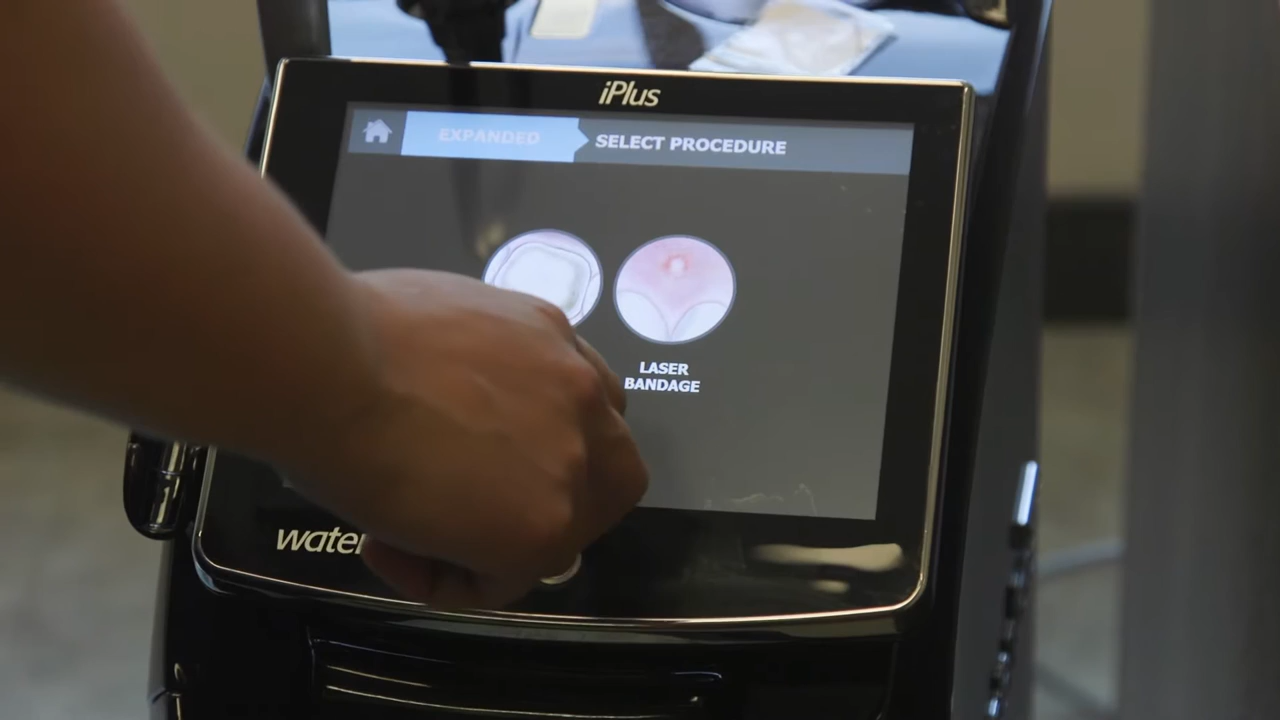 iPlus
EXPANDED
SELECT PROCEDURE
LASER
BANDAGE
water